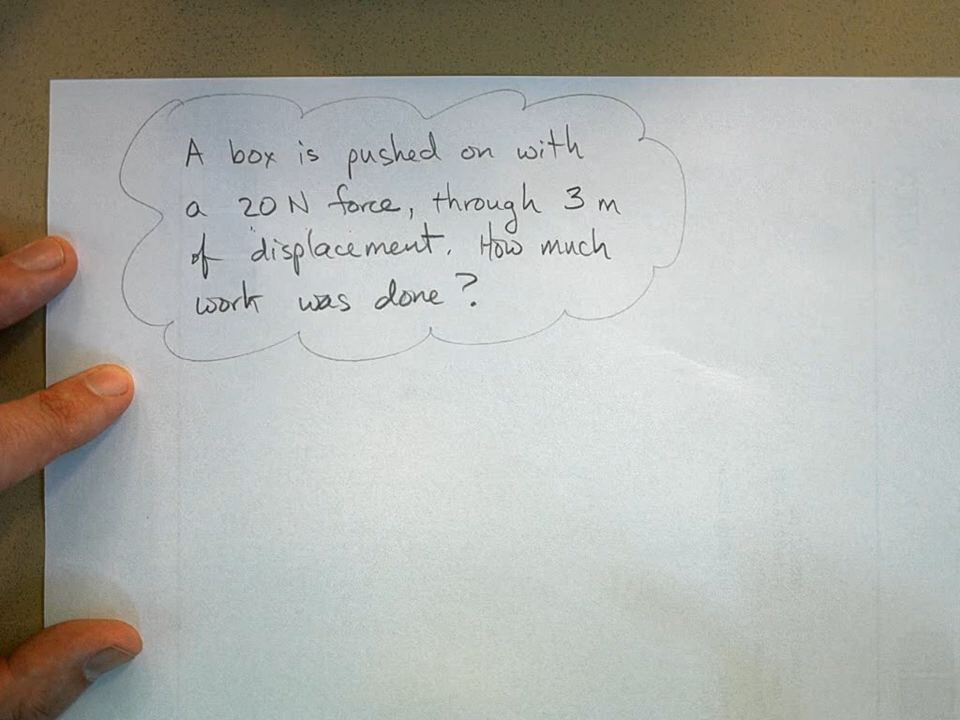 A box is pushed on with
a 20 N force, through 3 m
of displacement. How much
work was done?